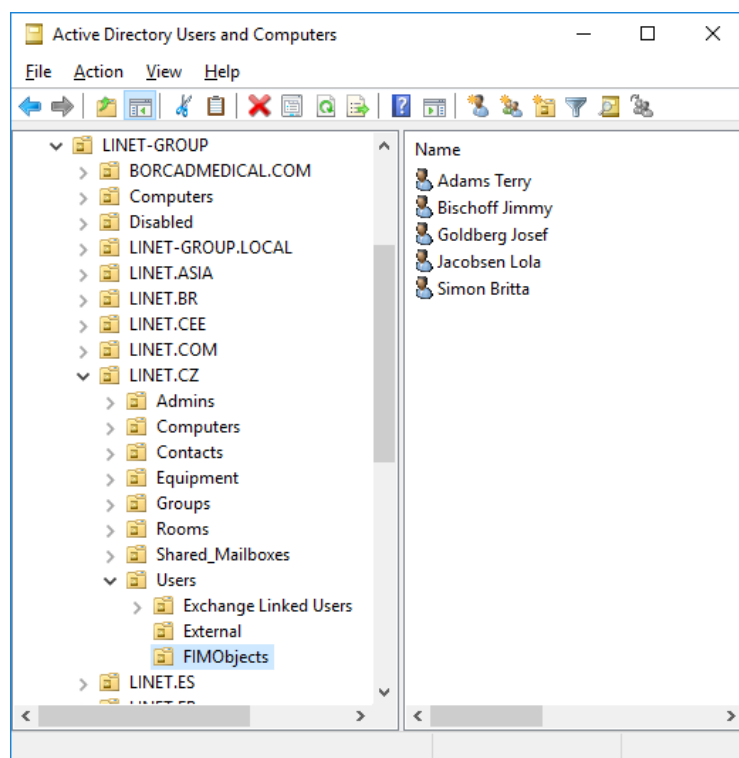 Active Directory Users and Computers
File Action View Help
LINET-GROUP
BORCADMEDICAL.COM
Computers
Disabled
LINET-GROUP.LOCAL
LINET.ASIA
LINET.BR
LINET.CEE
LINET.COM
LINET.CZ
Admins
Computers
Contacts
Equipment
Groups
Rooms
Shared_Mailboxes
Users
Exchange Linked Users
External
FIMObjects
LINET.ES
Name
Adams Terry
Bischoff Jimmy
Goldberg Josef
Jacobsen Lola
Simon Britta